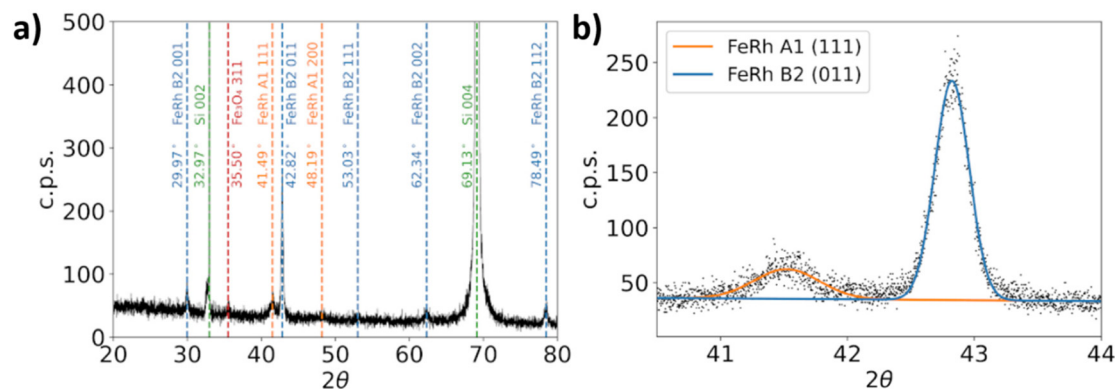 a)
c.p.s.
500
400
300
200
100
0
29.97° FeRh B2 001
32.97° Si 002
35.50° Fe₃O₄ 311
41.49° FeRh A1 111
42.82° FeRh B2 011
48.19° FeRh A1 200
53.03° FeRh B2 111
62.34° FeRh B2 002
69.13° Si 004
78.49° FeRh B2 112
20 30 40 50 60 70 80
2θ
b)
c.p.s.
250
200
150
100
50
FeRh A1 (111)
FeRh B2 (011)
41 42 43 44
2θ